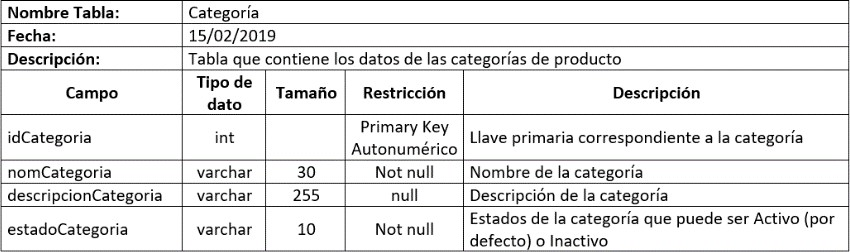 Nombre Tabla: Categoría
Fecha: 15/02/2019
Descripción: Tabla que contiene los datos de las categorías de producto
Campo Tipo de dato Tamaño Restricción Descripción
idCategoria int Primary Key Autonumérico Llave primaria correspondiente a la categoría
nomCategoria varchar 30 Not null Nombre de la categoría
descripcionCategoria varchar 255 null Descripción de la categoría
estadoCategoria varchar 10 Not null Estados de la categoría que puede ser Activo (por defecto) o Inactivo